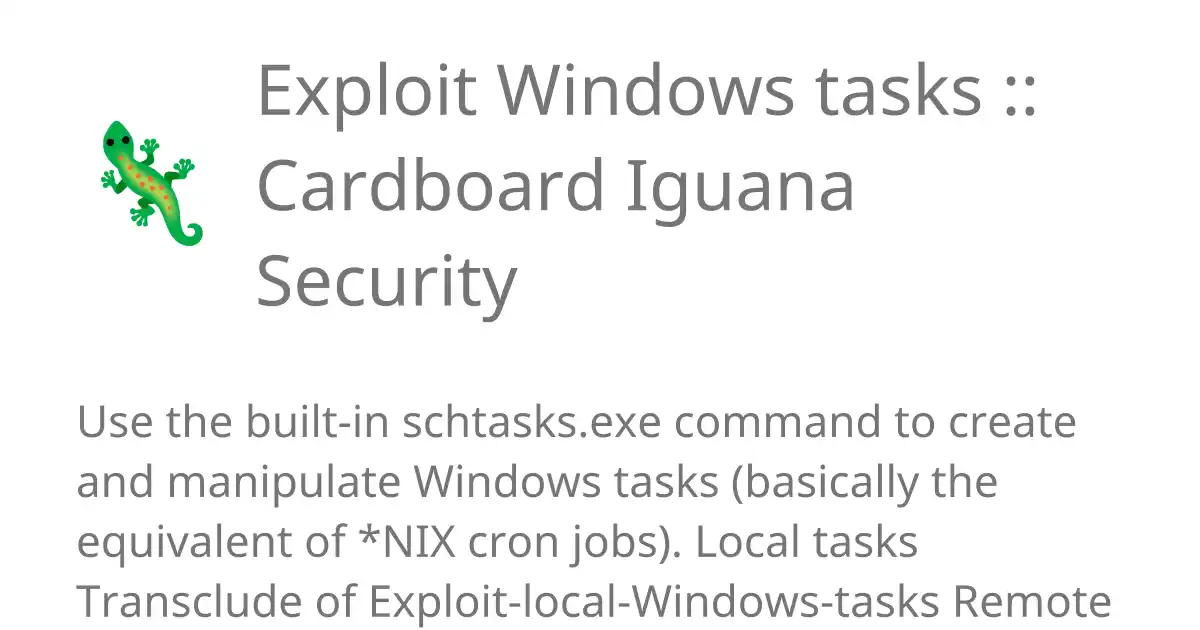 Exploit Windows tasks ::
Cardboard Iguana
Security
Use the built-in schtasks.exe command to create
and manipulate Windows tasks (basically the
equivalent of *NIX cron jobs). Local tasks
Transclude of Exploit-local-Windows-tasks Remote